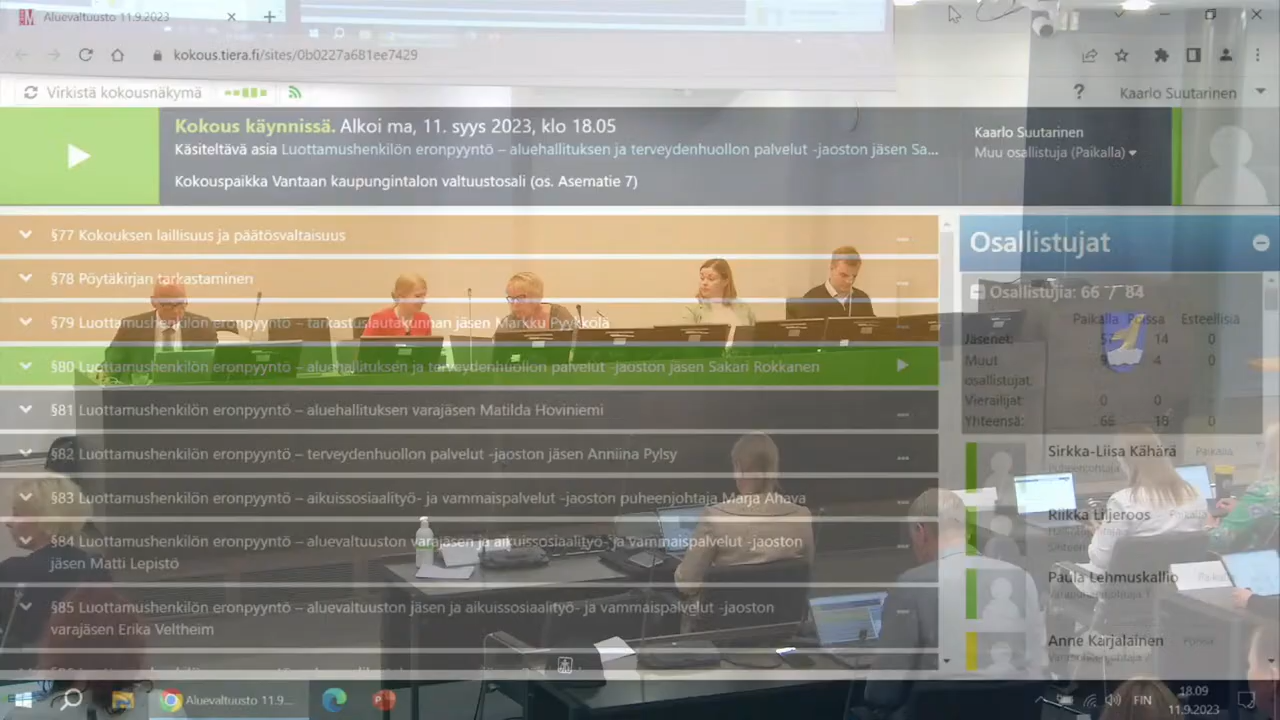 Aluevaltuusto 11.9.2023
kokous.tiera.fi/sites/0b0227a681ee7429
Virkistä kokousnäkymä
? Kaarlo Suutarinen
Kokous käynnissä. Alkoi ma, 11. syys 2023, klo 18.05
Käsiteltävä asia Luottamushenkilön eronpyyntö – aluehallituksen ja terveydenhuollon palvelut -jaoston jäsen Sa...
Kokouspaikka Vantaan kaupungintalon valtuustosali (os. Asematie 7)
Kaarlo Suutarinen
Muu osallistuja (Paikalla)
§77 Kokouksen laillisuus ja päätösvaltaisuus
§78 Pöytäkirjan tarkastaminen
§79 Luottamushenkilön eronpyyntö – tarkastuslautakunnan jäsen Markku Pyykkölä
§80 Luottamushenkilön eronpyyntö – aluehallituksen ja terveydenhuollon palvelut -jaoston jäsen Sakari Rokkanen
§81 Luottamushenkilön eronpyyntö – aluehallituksen varajäsen Matilda Hoviniemi
§82 Luottamushenkilön eronpyyntö – terveydenhuollon palvelut -jaoston jäsen Anniina Pylsy
§83 Luottamushenkilön eronpyyntö – aikuissosiaalityö- ja vammaispalvelut -jaoston puheenjohtaja Marja Ahava
§84 Luottamushenkilön eronpyyntö – aluevaltuuston varajäsen ja aikuissosiaalityö- ja vammaispalvelut -jaoston
jäsen Matti Lepistö
§85 Luottamushenkilön eronpyyntö – aluevaltuuston jäsen ja aikuissosiaalityö- ja vammaispalvelut -jaoston
varajäsen Erika Veltheim
Osallistujat
Osallistujia: 66 / 84
Paikalla Poissa Esteellisiä
Jäsenet: 14 0
Muut 4 0
osallistujat:
Vierailijat: 0 0 0
Yhteensä: 66 18 0
Sirkka-Liisa Kähärä Paikalla
Puheenjohtaja
Riikka Liljeroos Paikalla
Paula Lehmuskallio
Anne Karjalainen Poissa
Aluevaltuusto 11.9...
FIN
18.09
11.9.2023